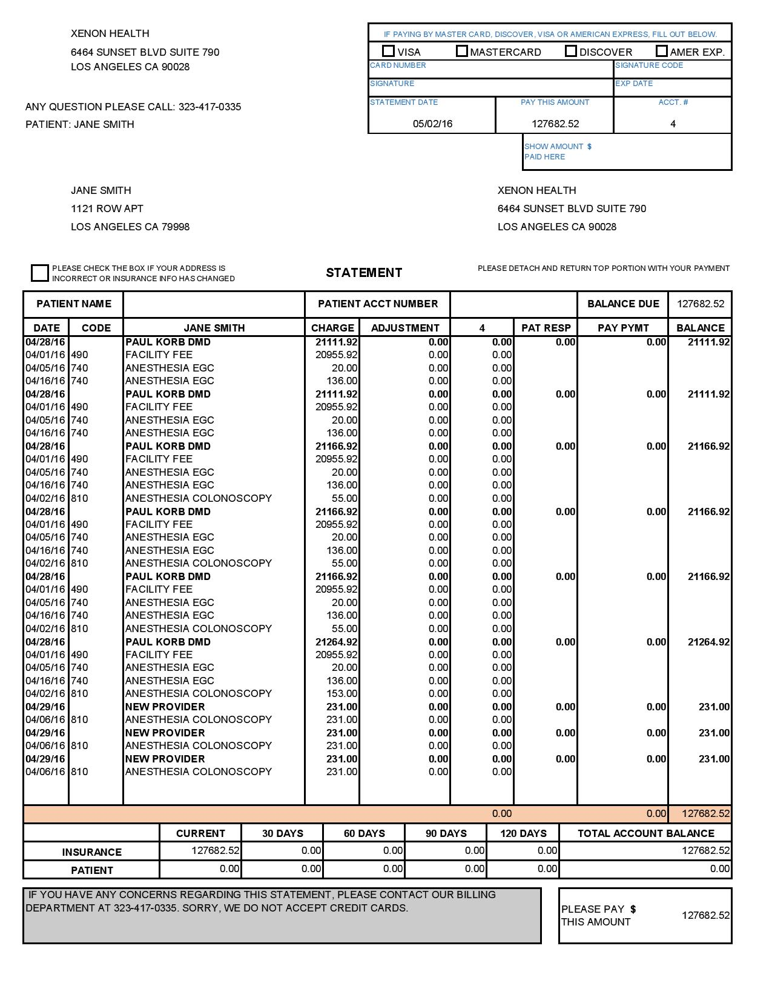 XENON HEALTH
6464 SUNSET BLVD SUITE 790
LOS ANGELES CA 90028
ANY QUESTION PLEASE CALL: 323-417-0335
PATIENT: JANE SMITH
IF PAYING BY MASTER CARD, DISCOVER, VISA OR AMERICAN EXPRESS, FILL OUT BELOW.
VISA MASTERCARD DISCOVER AMER EXP.
CARD NUMBER SIGNATURE CODE
SIGNATURE EXP DATE
STATEMENT DATE PAY THIS AMOUNT ACCT. #
05/02/16 127682.52 4
SHOW AMOUNT $
PAID HERE
JANE SMITH
1121 ROW APT
LOS ANGELES CA 79998
XENON HEALTH
6464 SUNSET BLVD SUITE 790
LOS ANGELES CA 90028
PLEASE CHECK THE BOX IF YOUR ADDRESS IS
INCORRECT OR INSURANCE INFO HAS CHANGED
STATEMENT
PLEASE DETACH AND RETURN TOP PORTION WITH YOUR PAYMENT
PATIENT NAME PATIENT ACCT NUMBER BALANCE DUE 127682.52
DATE CODE JANE SMITH CHARGE ADJUSTMENT 4 PAT RESP PAY PYMT BALANCE
04/28/16 PAUL KORB DMD 21111.92 0.00 0.00 0.00 0.00 21111.92
04/01/16 490 FACILITY FEE 20955.92 0.00 0.00
04/05/16 740 ANESTHESIA EGC 20.00 0.00 0.00
04/16/16 740 ANESTHESIA EGC 136.00 0.00 0.00
04/28/16 PAUL KORB DMD 21111.92 0.00 0.00 0.00 0.00 21111.92
04/01/16 490 FACILITY FEE 20955.92 0.00 0.00
04/05/16 740 ANESTHESIA EGC 20.00 0.00 0.00
04/16/16 740 ANESTHESIA EGC 136.00 0.00 0.00
04/28/16 PAUL KORB DMD 21166.92 0.00 0.00 0.00 0.00 21166.92
04/01/16 490 FACILITY FEE 20955.92 0.00 0.00
04/05/16 740 ANESTHESIA EGC 20.00 0.00 0.00
04/16/16 740 ANESTHESIA EGC 136.00 0.00 0.00
04/02/16 810 ANESTHESIA COLONOSCOPY 55.00 0.00 0.00
04/28/16 PAUL KORB DMD 21166.92 0.00 0.00 0.00 0.00 21166.92
04/01/16 490 FACILITY FEE 20955.92 0.00 0.00
04/05/16 740 ANESTHESIA EGC 20.00 0.00 0.00
04/16/16 740 ANESTHESIA EGC 136.00 0.00 0.00
04/02/16 810 ANESTHESIA COLONOSCOPY 55.00 0.00 0.00
04/28/16 PAUL KORB DMD 21166.92 0.00 0.00 0.00 0.00 21166.92
04/01/16 490 FACILITY FEE 20955.92 0.00 0.00
04/05/16 740 ANESTHESIA EGC 20.00 0.00 0.00
04/16/16 740 ANESTHESIA EGC 136.00 0.00 0.00
04/02/16 810 ANESTHESIA COLONOSCOPY 55.00 0.00 0.00
04/28/16 PAUL KORB DMD 21264.92 0.00 0.00 0.00 0.00 21264.92
04/01/16 490 FACILITY FEE 20955.92 0.00 0.00
04/05/16 740 ANESTHESIA EGC 20.00 0.00 0.00
04/16/16 740 ANESTHESIA EGC 136.00 0.00 0.00
04/02/16 810 ANESTHESIA COLONOSCOPY 153.00 0.00 0.00
04/29/16 NEW PROVIDER 231.00 0.00 0.00 0.00 0.00 231.00
04/06/16 810 ANESTHESIA COLONOSCOPY 231.00 0.00 0.00
04/29/16 NEW PROVIDER 231.00 0.00 0.00 0.00 0.00 231.00
04/06/16 810 ANESTHESIA COLONOSCOPY 231.00 0.00 0.00
04/29/16 NEW PROVIDER 231.00 0.00 0.00 0.00 0.00 231.00
04/06/16 810 ANESTHESIA COLONOSCOPY 231.00 0.00 0.00
0.00 0.00 127682.52
CURRENT 30 DAYS 60 DAYS 90 DAYS 120 DAYS TOTAL ACCOUNT BALANCE
INSURANCE 127682.52 0.00 0.00 0.00 0.00 127682.52
PATIENT 0.00 0.00 0.00 0.00 0.00 0.00
IF YOU HAVE ANY CONCERNS REGARDING THIS STATEMENT, PLEASE CONTACT OUR BILLING
DEPARTMENT AT 323-417-0335. SORRY, WE DO NOT ACCEPT CREDIT CARDS.
PLEASE PAY $
THIS AMOUNT
127682.52